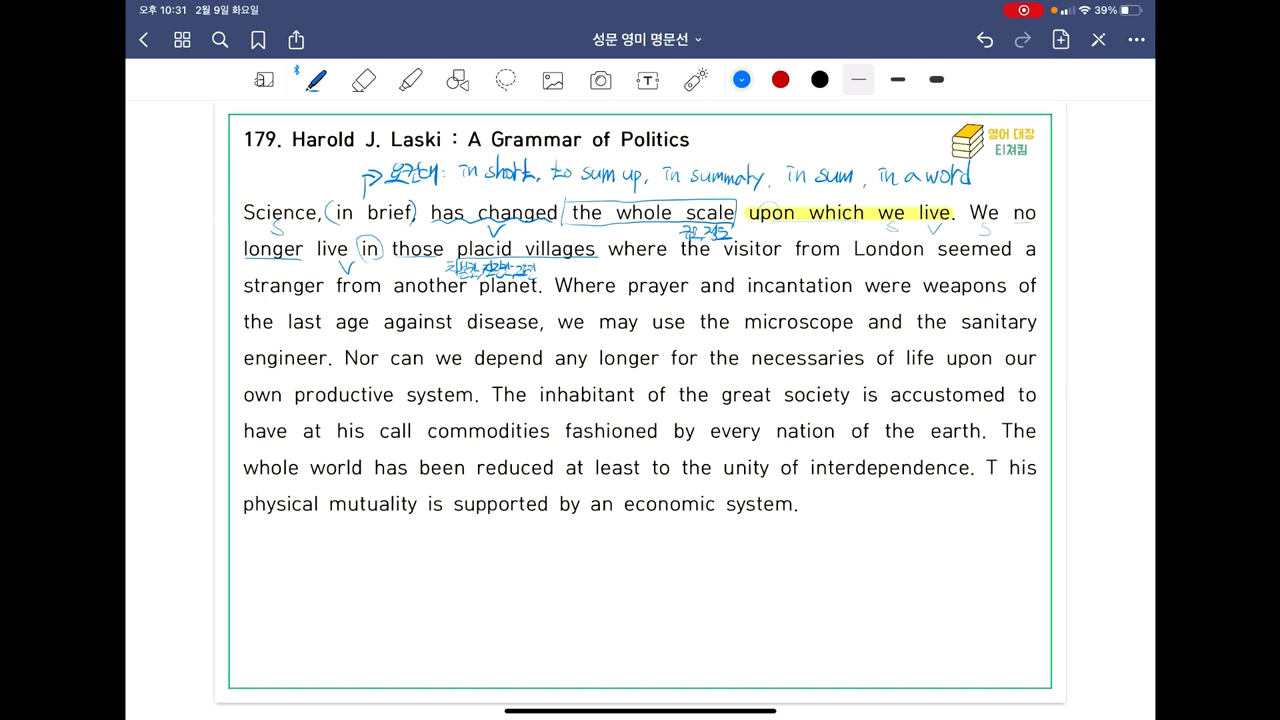 오후 10:31 2월 9일 화요일
39%
성문 영미 명문선
179. Harold J. Laski : A Grammar of Politics
영어 대장
티쳐킴
요컨대: in short, to sum up, in summary, in sum, in a word
Science, (in brief) has changed the whole scale upon which we live. We no
S V 규모, 정도 S V S
longer live in those placid villages where the visitor from London seemed a
V
stranger from another planet. Where prayer and incantation were weapons of
the last age against disease, we may use the microscope and the sanitary
engineer. Nor can we depend any longer for the necessaries of life upon our
own productive system. The inhabitant of the great society is accustomed to
have at his call commodities fashioned by every nation of the earth. The
whole world has been reduced at least to the unity of interdependence. T his
physical mutuality is supported by an economic system.